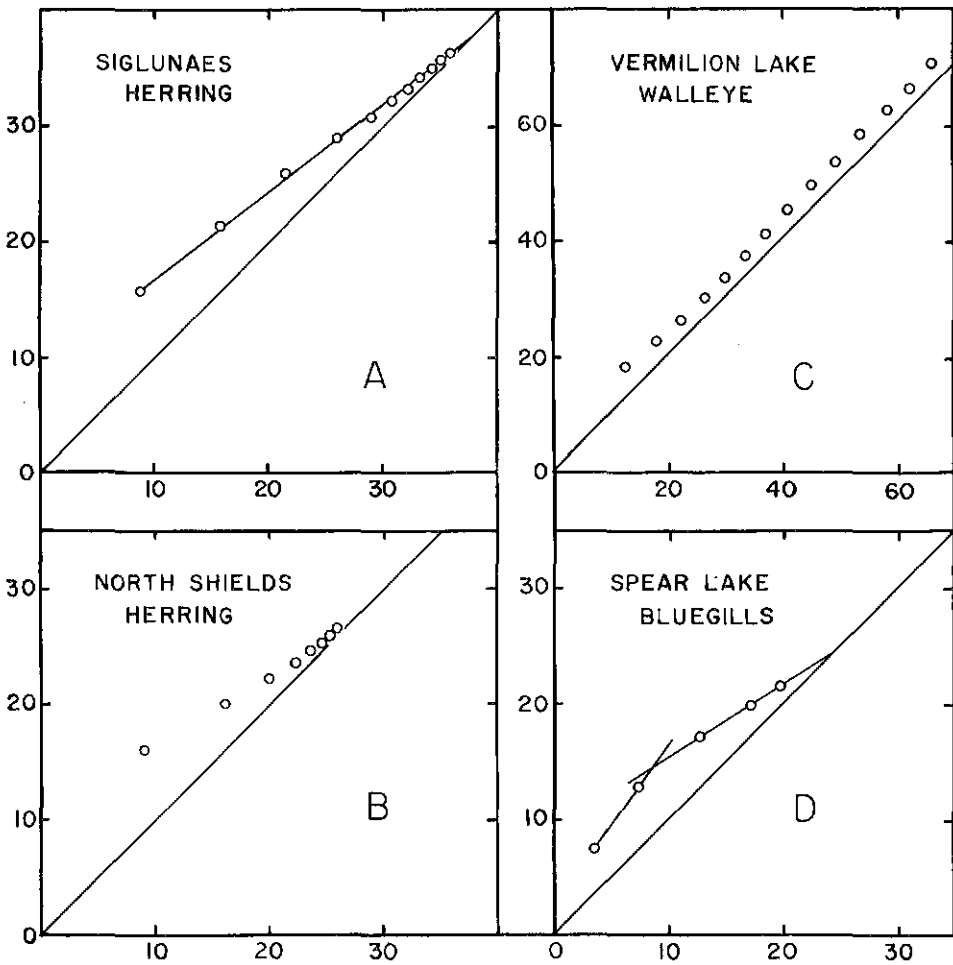 SIGLUNAES
HERRING
A
30
20
10
0
10 20 30
VERMILION LAKE
WALLEYE
C
60
40
20
0
20 40 60
NORTH SHIELDS
HERRING
B
30
20
10
0
10 20 30
SPEAR LAKE
BLUEGILLS
D
30
20
10
0
0 10 20 30